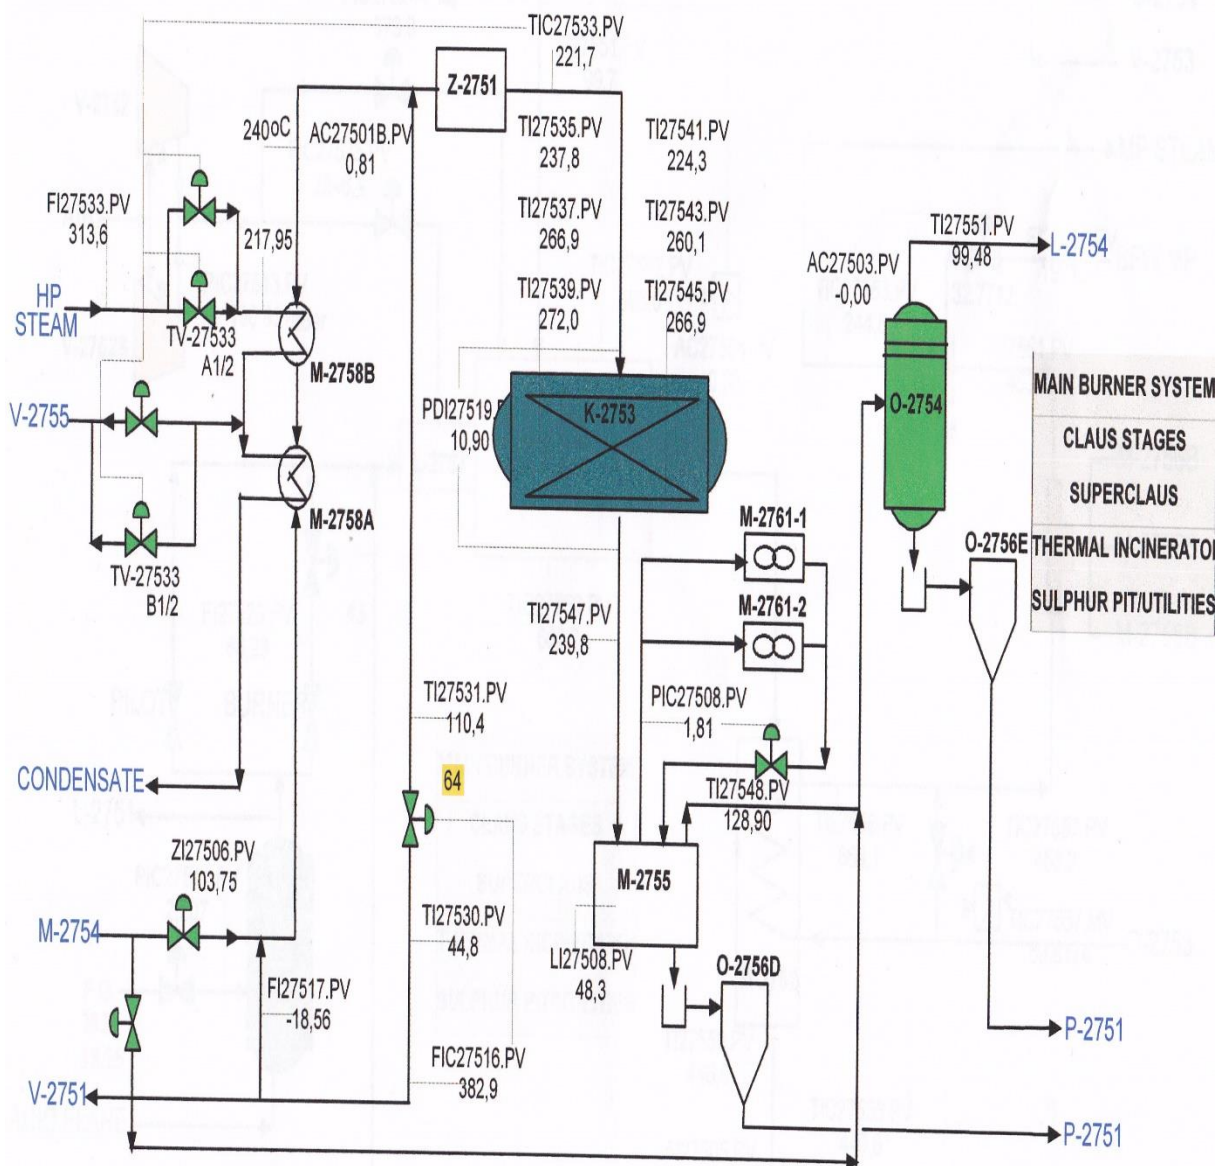 TIC27533.PV
221,7
Z-2751
240oC
AC27501B.PV
0,81
TI27535.PV
237,8
TI27541.PV
224,3
FI27533.PV
313,6
217,95
TI27537.PV
266,9
TI27543.PV
260,1
TI27551.PV
99,48
L-2754
AC27503.PV
-0,00
HP
STEAM
TI27539.PV
272,0
TI27545.PV
266,9
TV-27533
A1/2
M-2758B
V-2755
PDI27519.
10,90
K-2753
O-2754
MAIN BURNER SYSTEM
CLAUS STAGES
SUPERCLAUS
THERMAL INCINERATO
SULPHUR PIT/UTILITIES
M-2758A
M-2761-1
O-2756E
TV-27533
B1/2
TI27547.PV
239,8
M-2761-2
TI27531.PV
110,4
PIC27508.PV
1,81
CONDENSATE
64
TI27548.PV
128,90
ZI27506.PV
103,75
M-2755
M-2754
TI27530.PV
44,8
LI27508.PV
48,3
O-2756D
FI27517.PV
-18,56
FIC27516.PV
382,9
V-2751
P-2751
P-2751